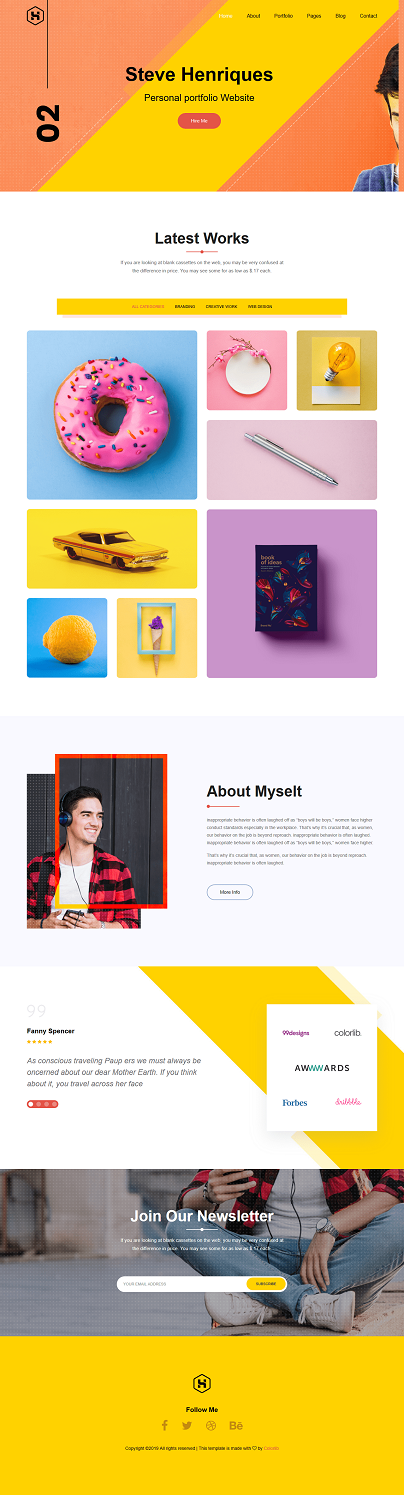 Home About Portfolio Pages Blog Contact
Steve Henriques
Personal portfolio Website
Hire Me
02
Latest Works
If you are looking at blank cassettes on the web, you may be very confused at
the difference in price. You may see some for as low as $.17 each.
ALL CATEGORIES BRANDING CREATIVE WORK WEB DESIGN
book
of ideas
About Myself
Inappropriate behavior is often laughed off as "boys will be boys," women face higher
conduct standards especially in the workplace. That's why it's crucial that, as women,
our behavior on the job is beyond reproach. Inappropriate behavior is often laughed.
Inappropriate behavior is often laughed off as "boys will be boys," women face higher
That's why it's crucial that, as women, our behavior on the job is beyond reproach.
Inappropriate behavior is often laughed.
More Info
99
Fanny Spencer
As conscious traveling Paup ers we must always be
oncerned about our dear Mother Earth. If you think
about it, you travel across her face
99designs
colorlib.
AWWWARDS
Forbes
dribbble
Join Our Newsletter
If you are looking at blank cassettes on the web, you may be very confused at
the difference in price. You may see some for as low as $.17 each.
YOUR EMAIL ADDRESS
SUBSCRIBE
Follow Me
Bē
Copyright ©2019 All rights reserved | This template is made with ♡ by Colorlib